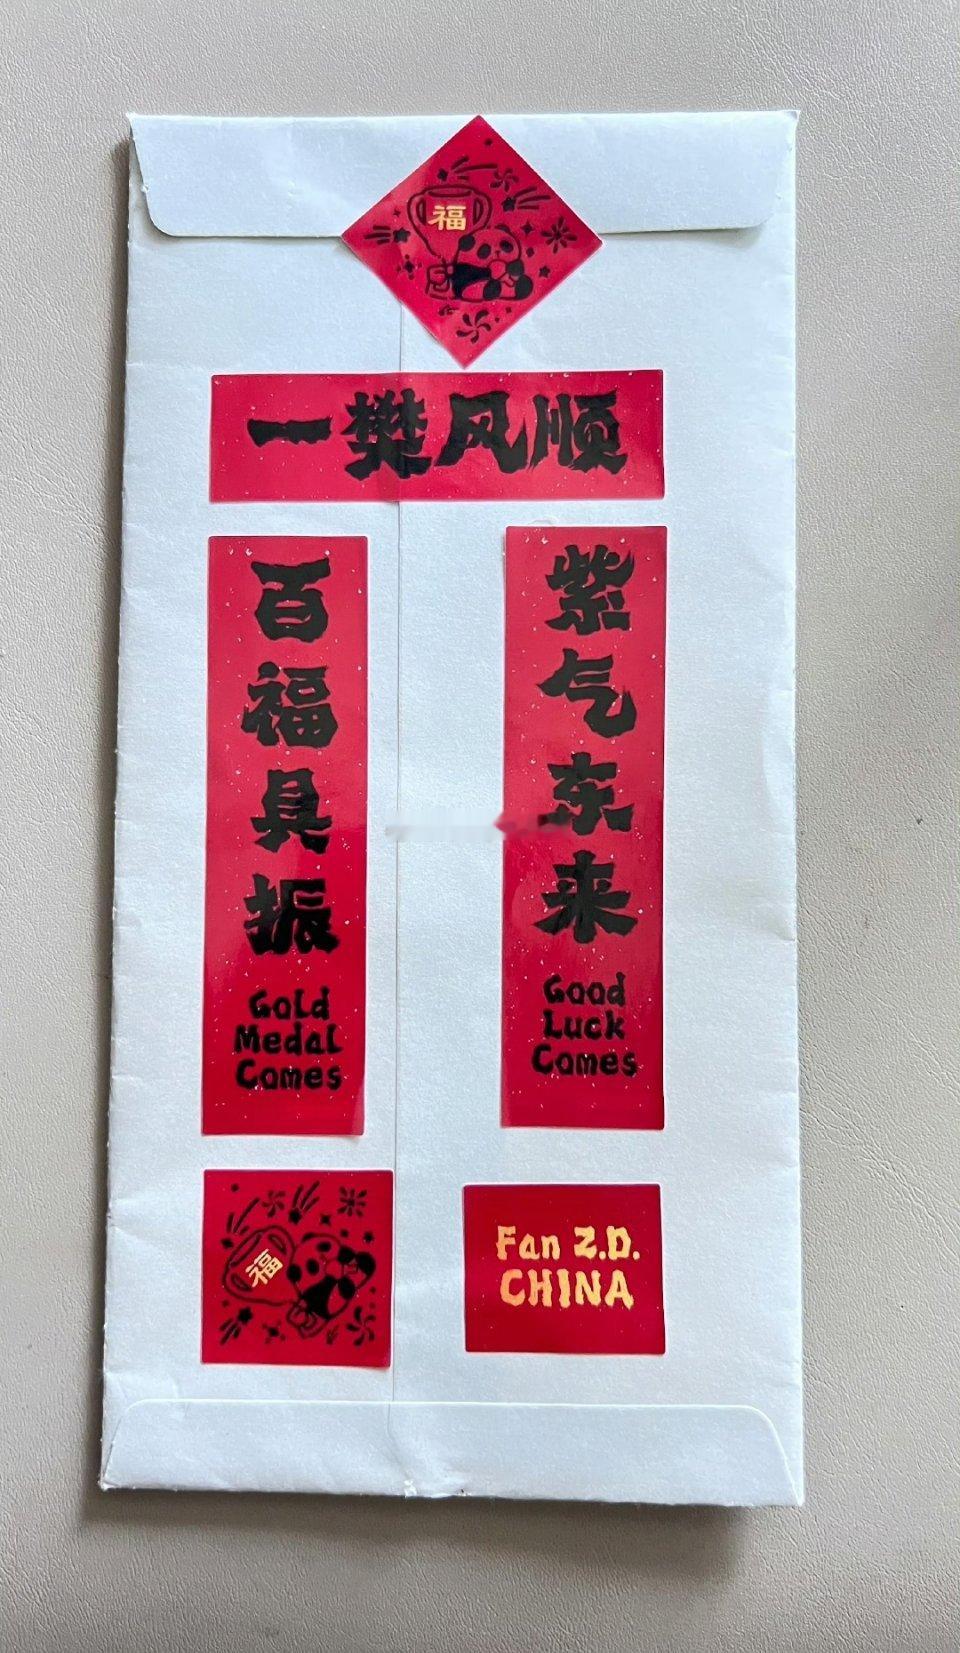 福
一樊风顺
紫气东来
Good
Luck
Comes
百福具振
Gold
Medal
Comes
福
Fan Z.D.
CHINA